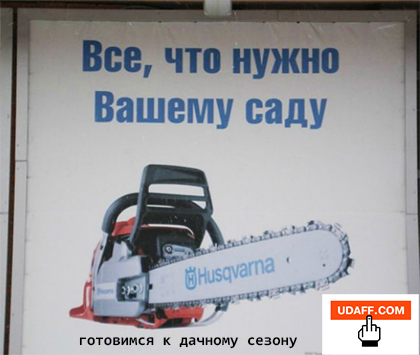 Все, что нужно
Вашему саду
Husqvarna
готовимся к дачному сезону
UDAFF.COM